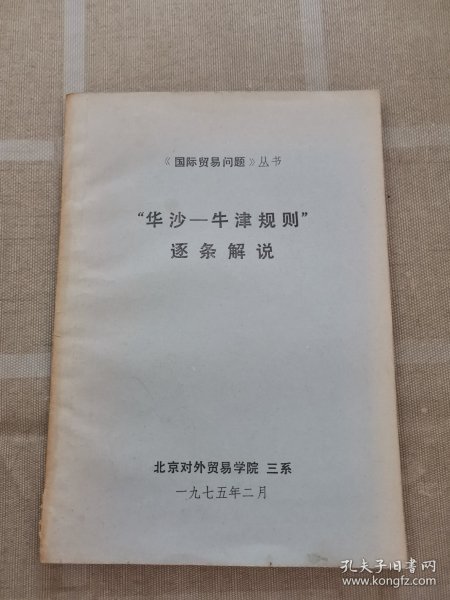 《国际贸易问题》丛书
“华沙—牛津规则”
逐条解说
北京对外贸易学院 三系
一九七五年二月
孔夫子旧书网
www.kongfz.com